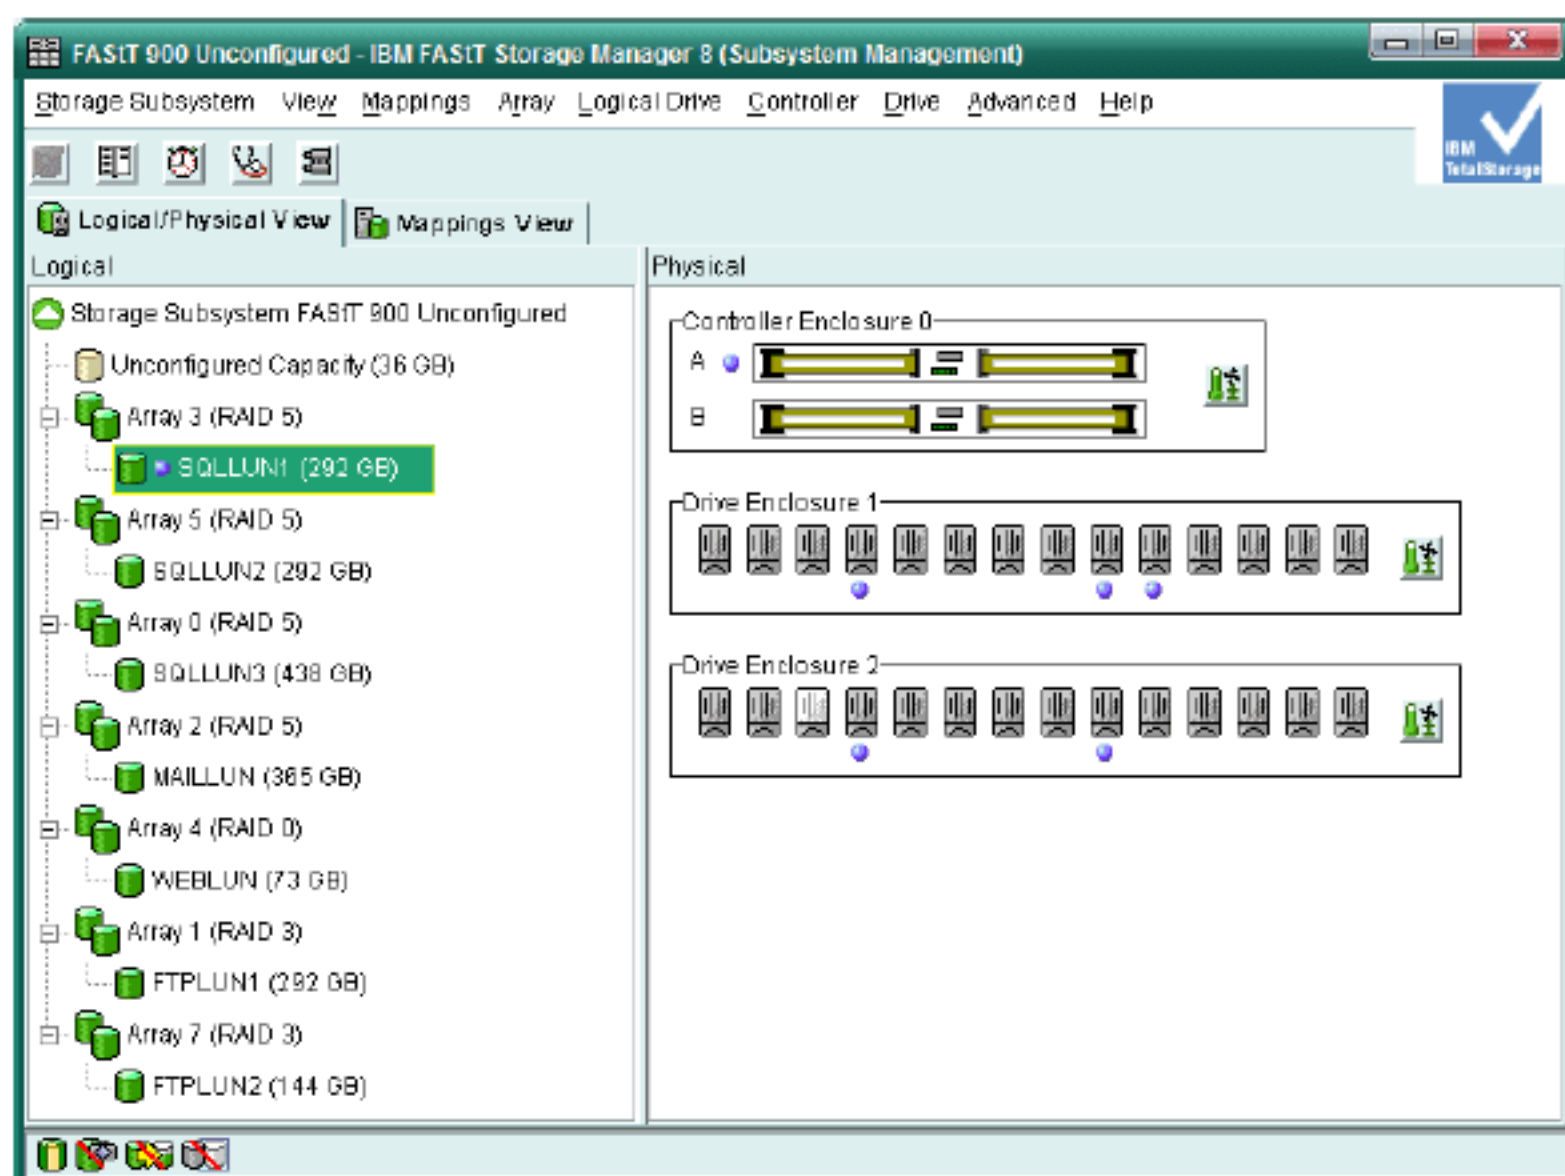 FAStT 900 Unconfigured - IBM FAStT Storage Manager 8 (Subsystem Management)
Storage Subsystem View Mappings Array Logical Drive Controller Drive Advanced Help
IBM
TotalStorage
Logical/Physical View Mappings View
Logical
Storage Subsystem FAStT 900 Unconfigured
Unconfigured Capacity (36 GB)
Array 3 (RAID 5)
SQLLUN1 (292 GB)
Array 5 (RAID 5)
SQLLUN2 (292 GB)
Array 0 (RAID 5)
SQLLUN3 (438 GB)
Array 2 (RAID 5)
MAILLUN (365 GB)
Array 4 (RAID 0)
WEBLUN (73 GB)
Array 1 (RAID 3)
FTPLUN1 (292 GB)
Array 7 (RAID 3)
FTPLUN2 (144 GB)
Physical
Controller Enclosure 0
A
B
Drive Enclosure 1
Drive Enclosure 2